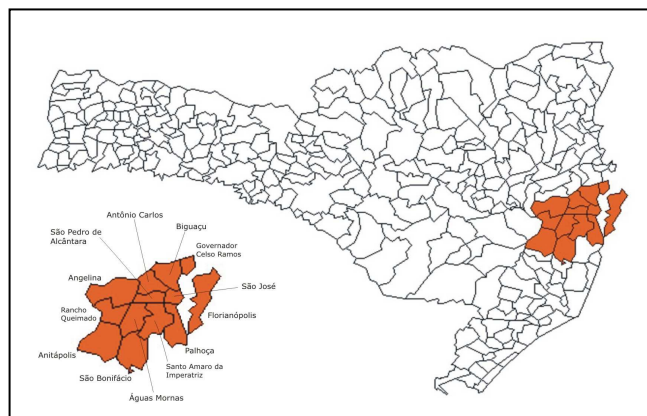 Antônio Carlos
São Pedro de
Alcântara
Biguaçu
Governador
Celso Ramos
Angelina
São José
Rancho
Queimado
Florianópolis
Anitápolis
Palhoça
Santo Amaro da
Imperatriz
São Bonifácio
Águas Mornas